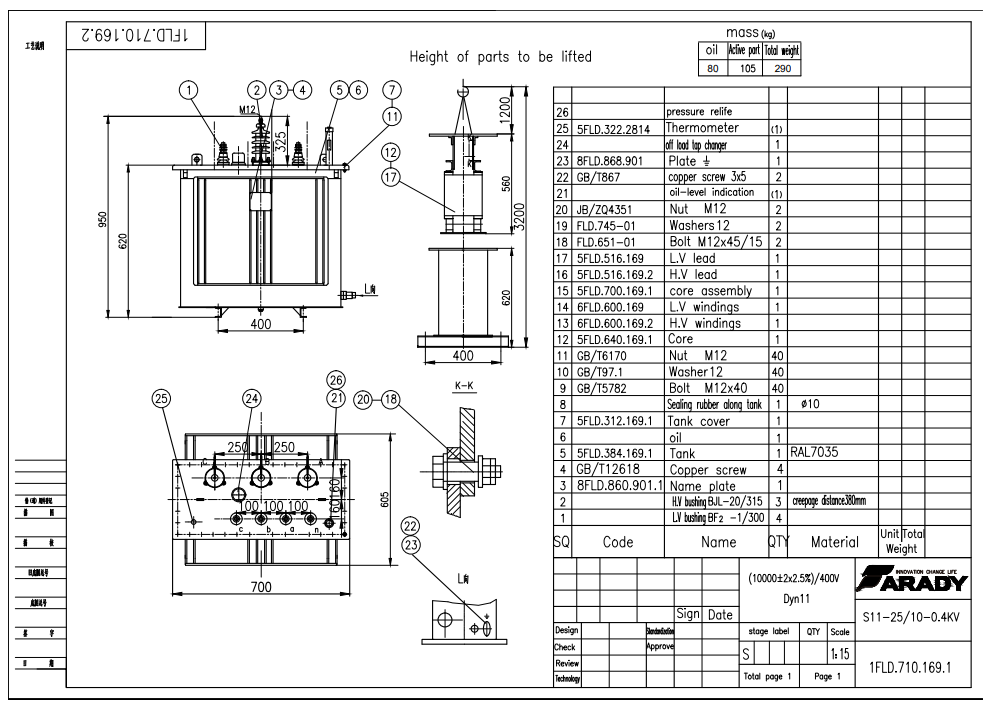 1FLD.710.169.2
工艺说明
Height of parts to be lifted
mass (kg)
oil Active part Total weight
80 105 290
1 2 3 4 5 6 7
M12
11
325
1200
12
17
K
560
3200
950
620
L向
400
620
400
26 pressure relife
25 5FLD.322.2814 Thermometer (1)
24 off load tap changer 1
23 8FLD.868.901 Plate ⏚ 1
22 GB/T867 copper screw 3x5 2
21 oil-level indication (1)
20 JB/ZQ4351 Nut M12 2
19 FLD.745-01 Washers12 2
18 FLD.651-01 Bolt M12x45/15 2
17 5FLD.516.169 L.V lead 1
16 5FLD.516.169.2 H.V lead 1
15 5FLD.700.169.1 core assembly 1
14 6FLD.600.169 L.V windings 1
13 6FLD.600.169.2 H.V windings 1
12 5FLD.640.169.1 Core 1
11 GB/T6170 Nut M12 40
10 GB/T97.1 Washer12 40
9 GB/T5782 Bolt M12x40 40
8 Sealing rubber along tank 1 ø10
7 5FLD.312.169.1 Tank cover 1
6 oil 1
5 5FLD.384.169.1 Tank 1 RAL7035
4 GB/T12618 Copper screw 4
3 8FLD.860.901.1 Name plate 1
2 H.V bushing BJL-20/315 3 creepage distance:380mm
1 L.V bushing BF2 -1/300 4
SQ Code Name QTY Material Unit Total
Weight
25 24 26
21
20 18
K-K
250 250
C B A
100 100 100
160 160
c b a n
605
700
22
23
L向
(10000±2x2.5%)/400V
Dyn11
INNOVATION CHANGE LIFE
FARADY
Sign Date
S11-25/10-0.4KV
Design Standardization
stage label QTY Scale
Check Approve
S 1:15
Review
Technology
Total page 1 Page 1
1FLD.710.169.1